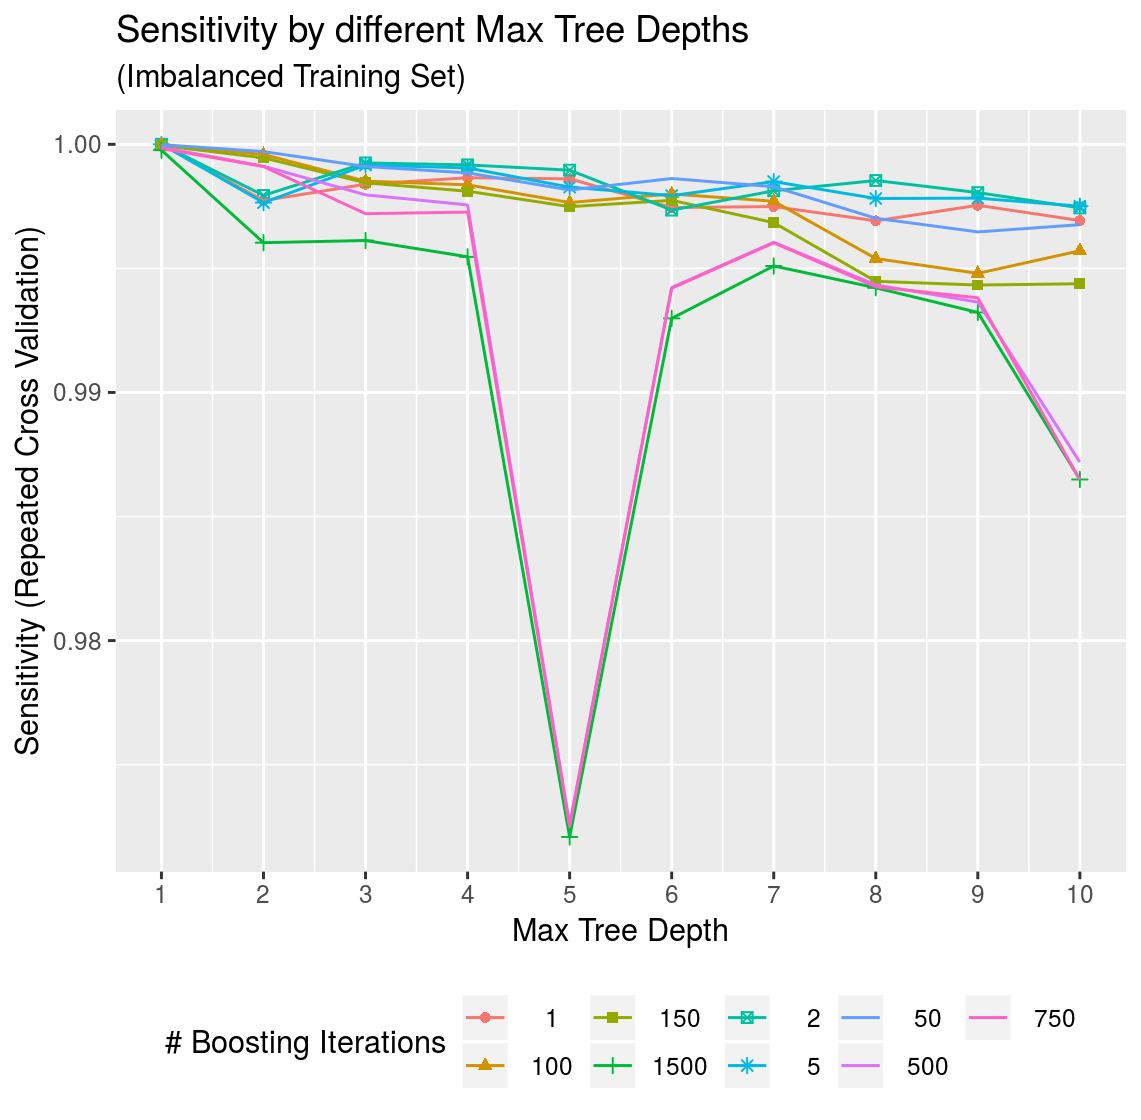 Sensitivity by different Max Tree Depths
(Imbalanced Training Set)
Sensitivity (Repeated Cross Validation)
1.00
0.99
0.98
1 2 3 4 5 6 7 8 9 10
Max Tree Depth
# Boosting Iterations
1 150 2 50 750
100 1500 5 500